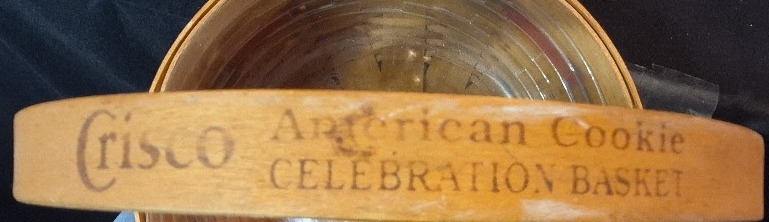 Crisco
American Cookie
CELEBRATION BASKET